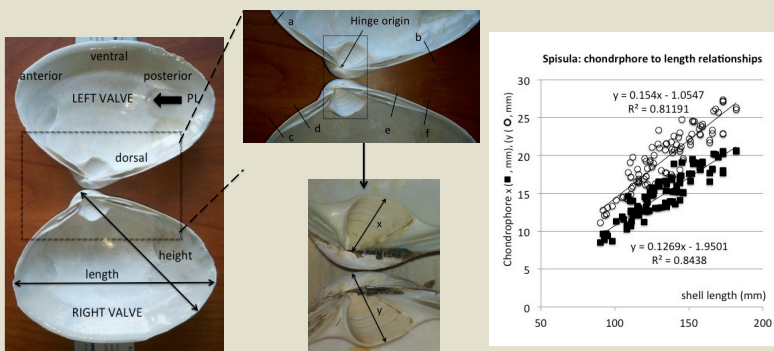 ventral
anterior
posterior
LEFT VALVE
PL
dorsal
height
length
RIGHT VALVE
a
Hinge origin
b
c
d
e
f
x
y
Spisula: chondrphore to length relationships
Chondrophore x (■, mm), (y ( O, mm)
y = 0.154x - 1.0547
R² = 0.81191
y = 0.1269x - 1.9501
R² = 0.8438
30
25
20
15
10
5
0
shell length (mm)
50
100
150
200